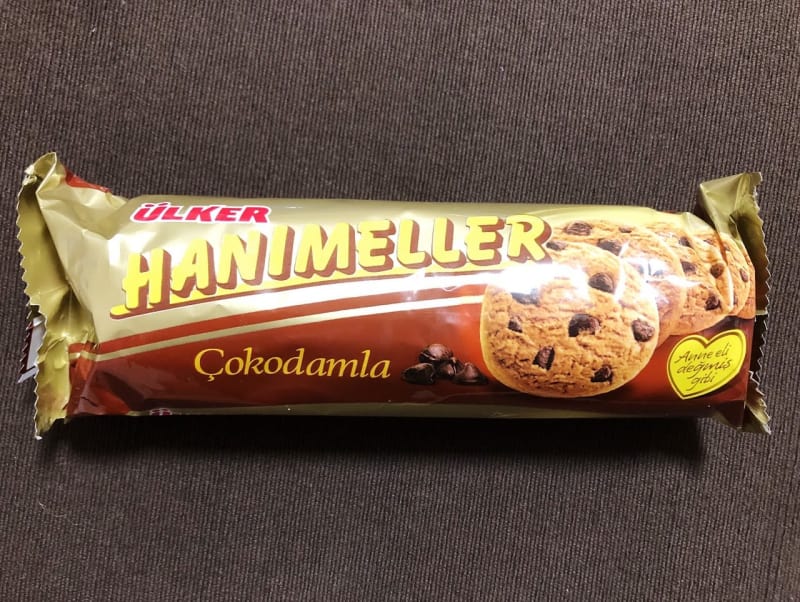 ÜLKER
HANIMELLER
Çokodamla
Anne eli
değmiş
gibi